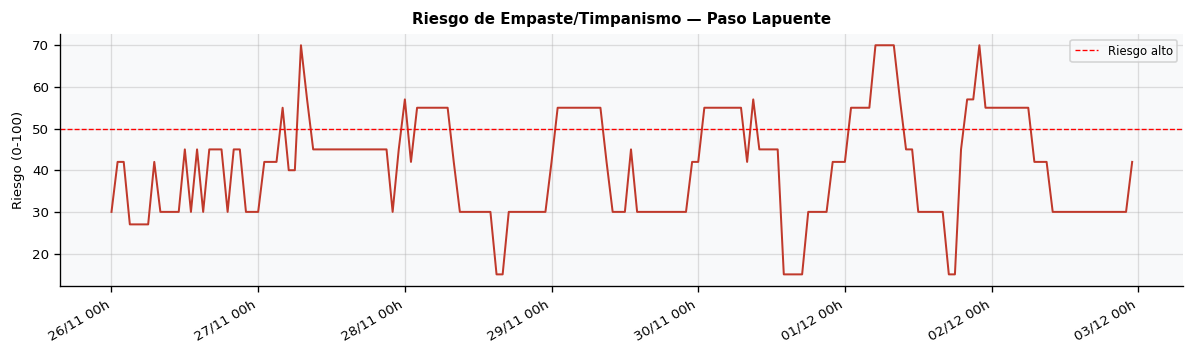 Riesgo de Empaste/Timpanismo — Paso Lapuente
Riesgo alto
Riesgo (0-100)
70
60
50
40
30
20
26/11 00h
27/11 00h
28/11 00h
29/11 00h
30/11 00h
01/12 00h
02/12 00h
03/12 00h